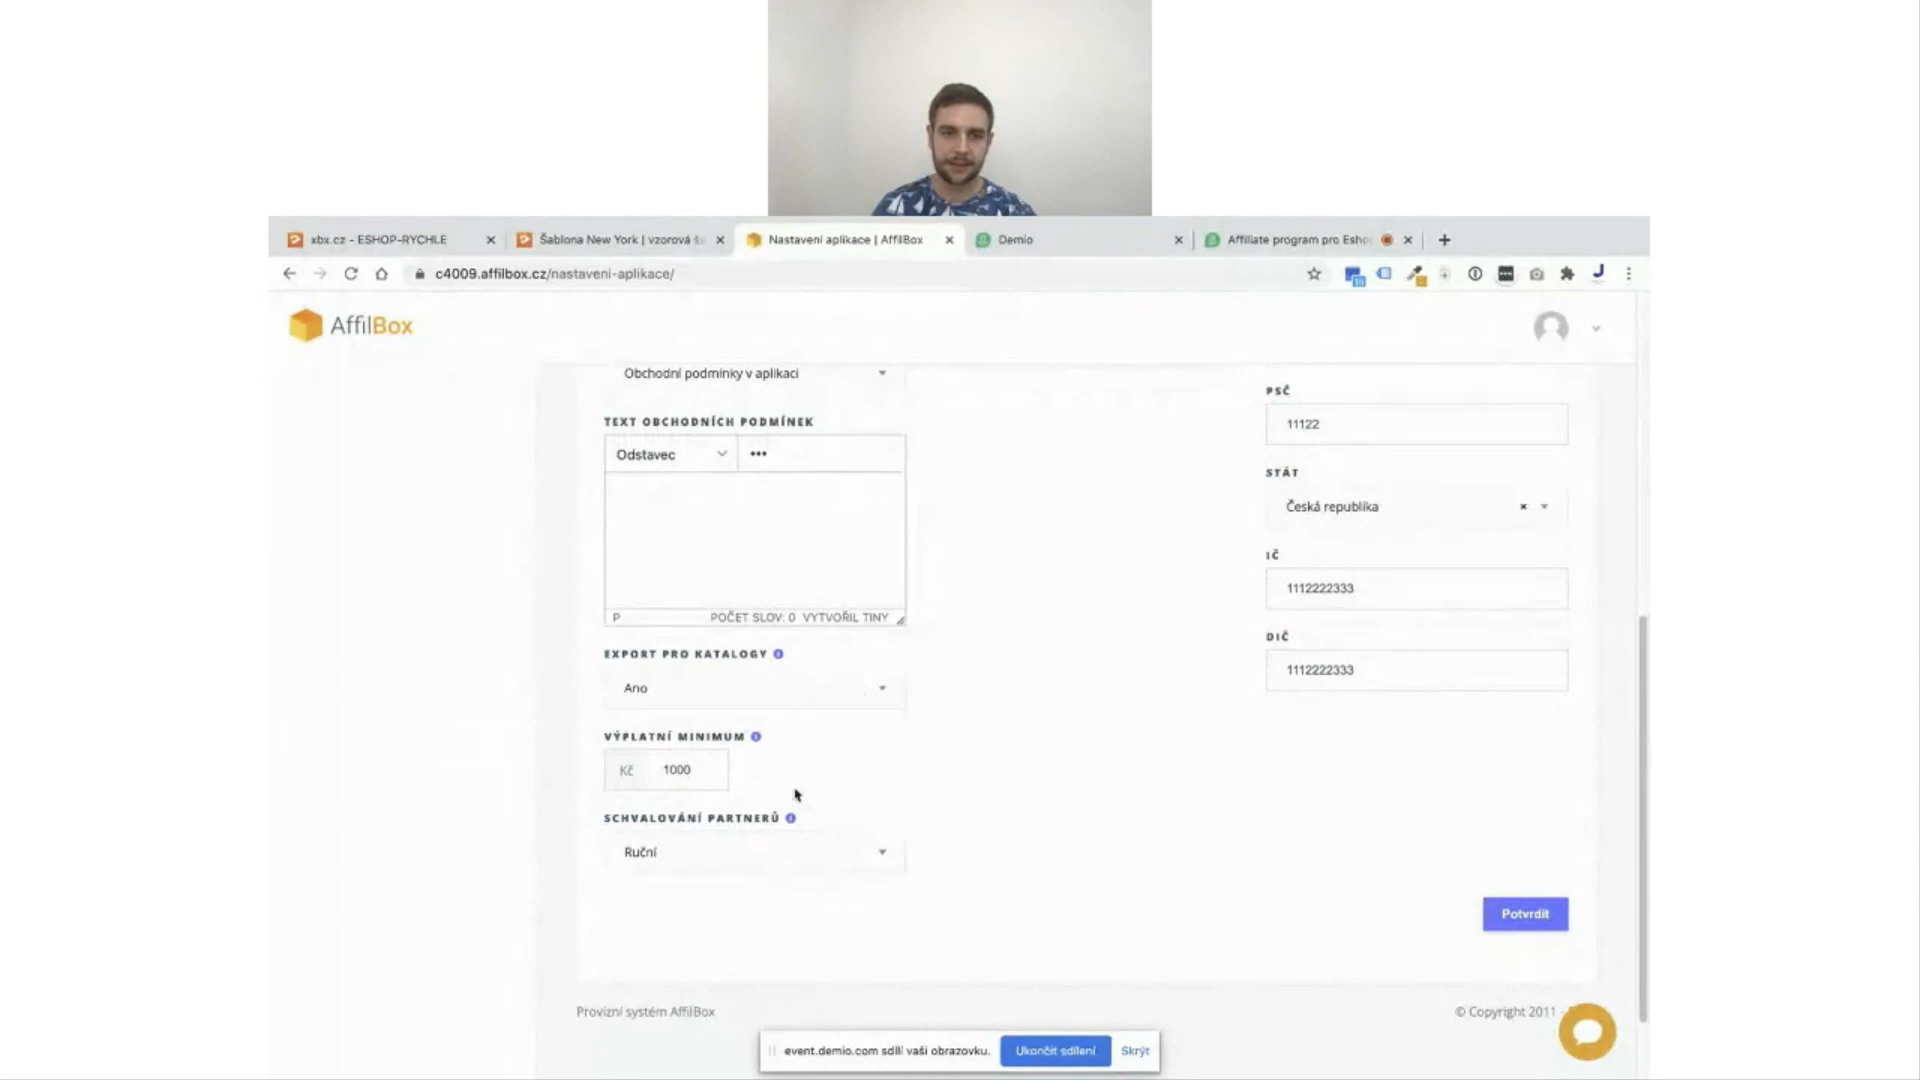 xbx.cz - ESHOP-RYCHLE
Šablona New York | vzorová
Nastavení aplikace | AffilBox
Demio
Affiliate program pro Esho
c4009.affilbox.cz/nastaveni-aplikace/
AffilBox
Obchodní podmínky v aplikaci
TEXT OBCHODNÍCH PODMÍNEK
Odstavec
P POČET SLOV: 0 VYTVOŘIL TINY
EXPORT PRO KATALOGY
Ano
VÝPLATNÍ MINIMUM
Kč 1000
SCHVALOVÁNÍ PARTNERŮ
Ruční
PSČ
11122
STÁT
Česká republika
IČ
1112222333
DIČ
1112222333
Potvrdit
Provizní systém AffilBox
© Copyright 2011 -
event.demio.com sdílí vaši obrazovku.
Ukončit sdílení
Skrýt